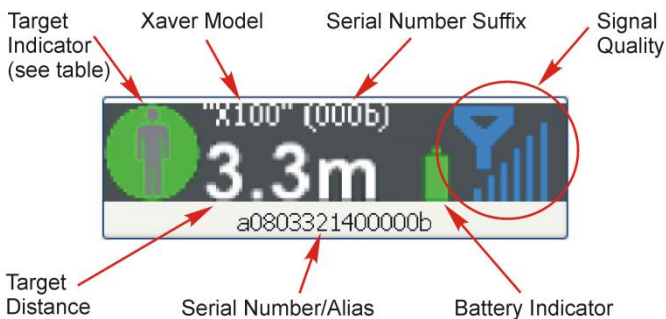 Target
Indicator
(see table)
Xaver Model
Serial Number Suffix
Signal
Quality
"X100" (000b)
3.3m
a0803321400000b
Target
Distance
Serial Number/Alias
Battery Indicator